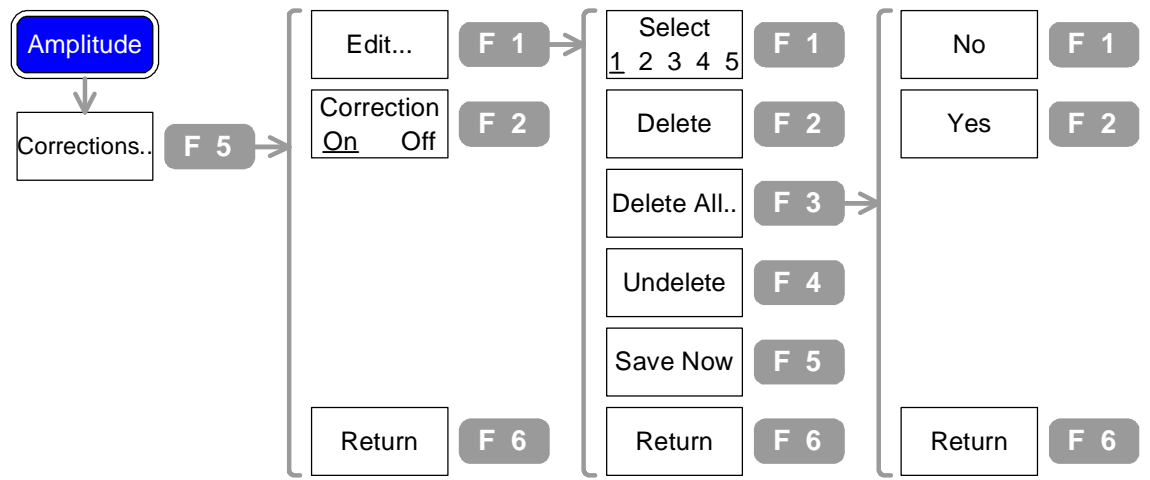 Amplitude
Corrections..
F 5
Edit...
F 1
Correction
On Off
F 2
Return
F 6
Select
1 2 3 4 5
F 1
Delete
F 2
Delete All..
F 3
Undelete
F 4
Save Now
F 5
Return
F 6
No
F 1
Yes
F 2
Return
F 6